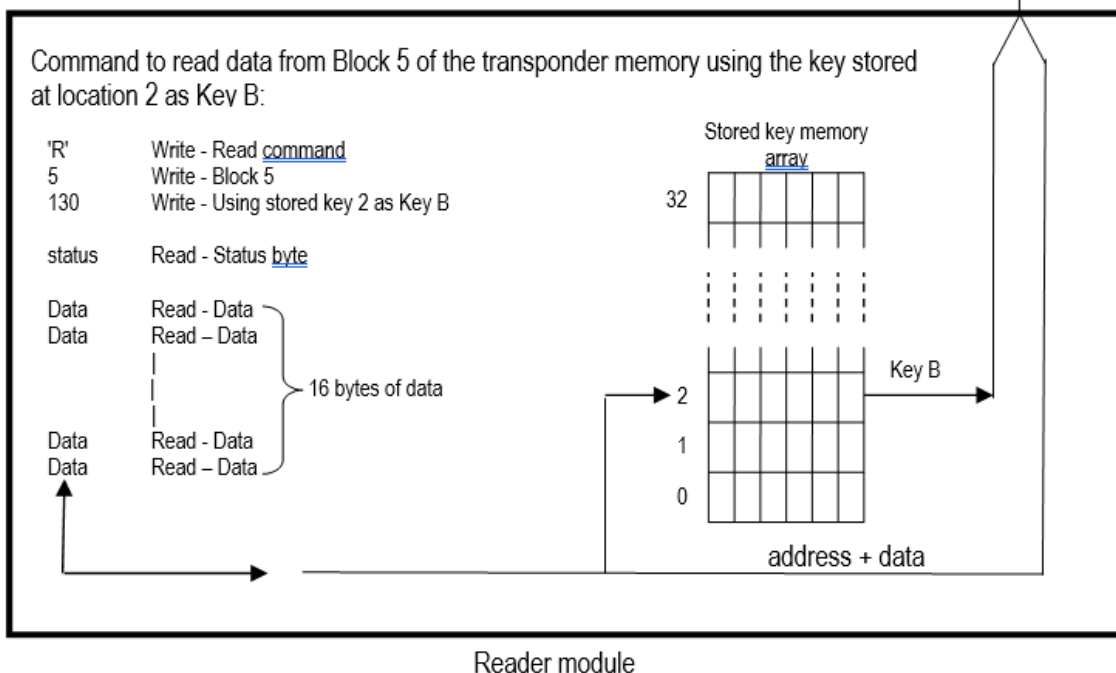 Command to read data from Block 5 of the transponder memory using the key stored
at location 2 as Key B:
'R' Write - Read command
5 Write - Block 5
130 Write - Using stored key 2 as Key B
status Read - Status byte
Data Read - Data
Data Read – Data
16 bytes of data
Data Read - Data
Data Read – Data
Stored key memory
array
32
2
1
0
Key B
address + data
Reader module